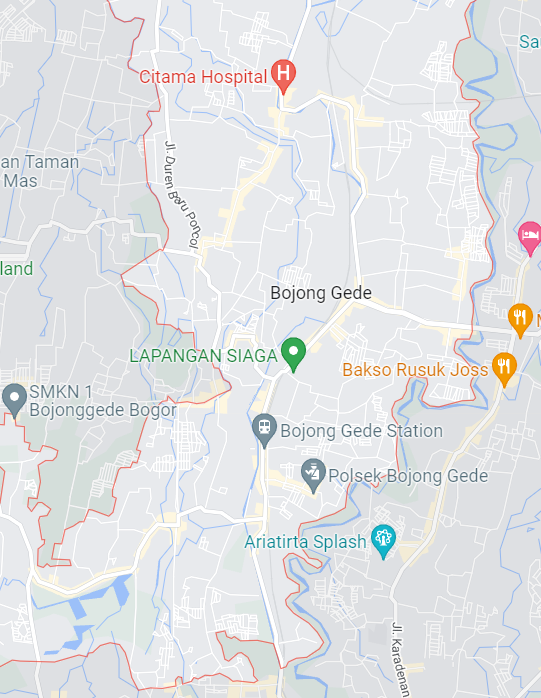 Sa
Citama Hospital
H
an Taman
Mas
Jl. Duren Baru Poncol
land
Bojong Gede
LAPANGAN SIAGA
Bakso Rusuk Joss
SMKN 1
Bojonggede Bogor
Bojong Gede Station
Polsek Bojong Gede
Ariatirta Splash
Jl. Karadenan